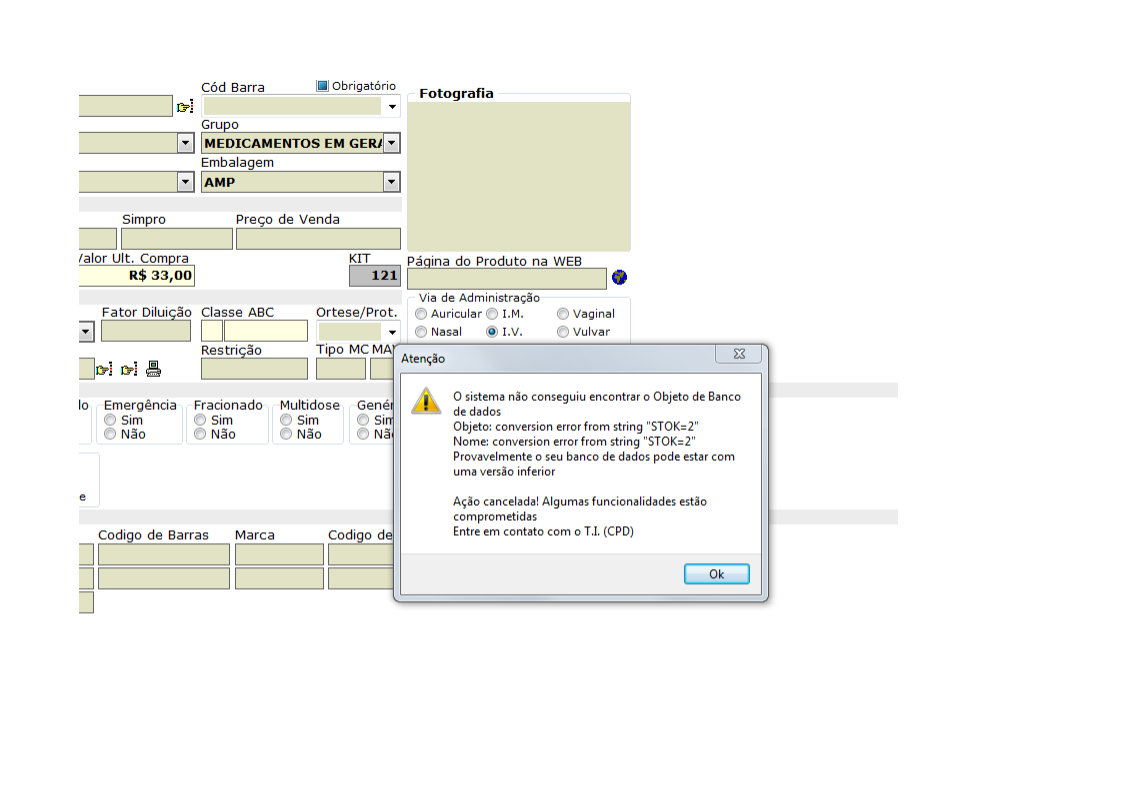 Cód Barra
Obrigatório
Fotografia
Grupo
MEDICAMENTOS EM GERA
Embalagem
AMP
Simpro
Preço de Venda
Valor Ult. Compra
KIT
Página do Produto na WEB
R$ 33,00
121
Via de Administração
Fator Diluição
Classe ABC
Ortese/Prot.
Auricular
I.M.
Vaginal
Nasal
I.V.
Vulvar
Restrição
Tipo MC
Atenção
O sistema não conseguiu encontrar o Objeto de Banco
de dados
Objeto: conversion error from string "STOK=2"
Nome: conversion error from string "STOK=2"
Provavelmente o seu banco de dados pode estar com
uma versão inferior
Ação cancelada! Algumas funcionalidades estão
comprometidas
Entre em contato com o T.I. (CPD)
Ok
Emergência
Fracionado
Multidose
Genér
Sim
Sim
Sim
Sim
Não
Não
Não
Nã
e
Codigo de Barras
Marca
Codigo de